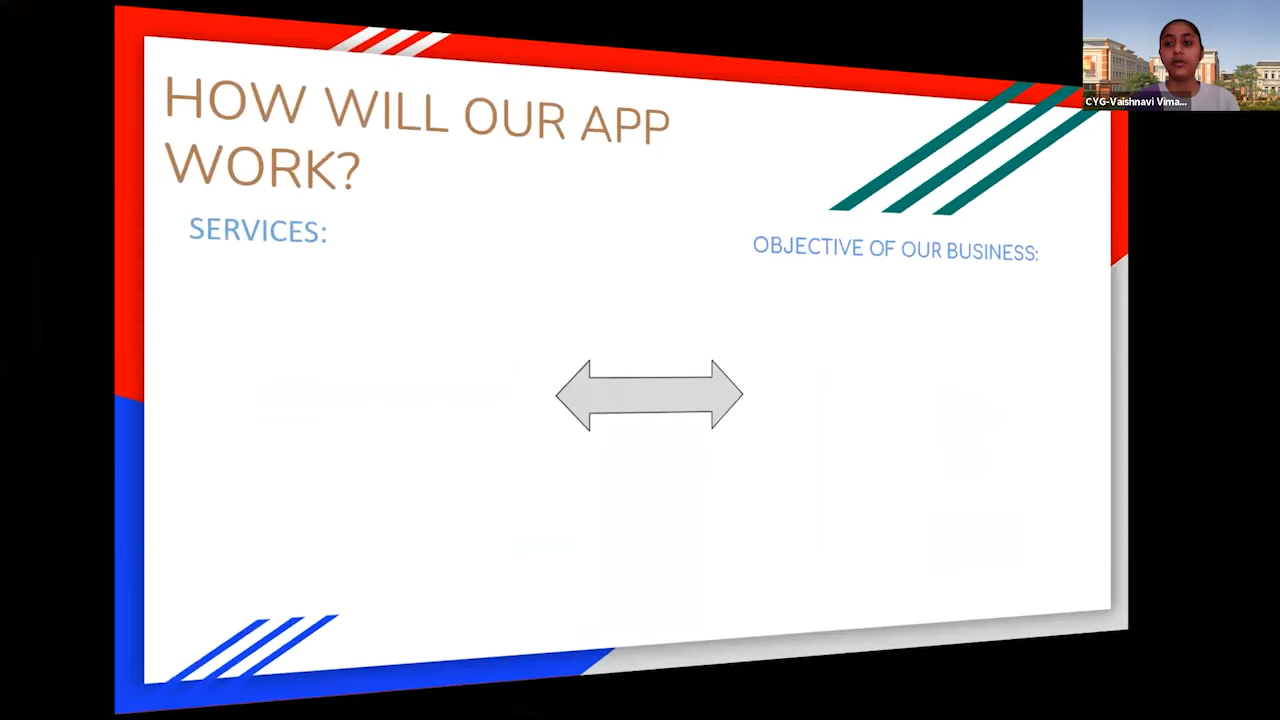 HOW WILL OUR APP
WORK?
SERVICES:
OBJECTIVE OF OUR BUSINESS:
CYG-Vaishnavi Vima...